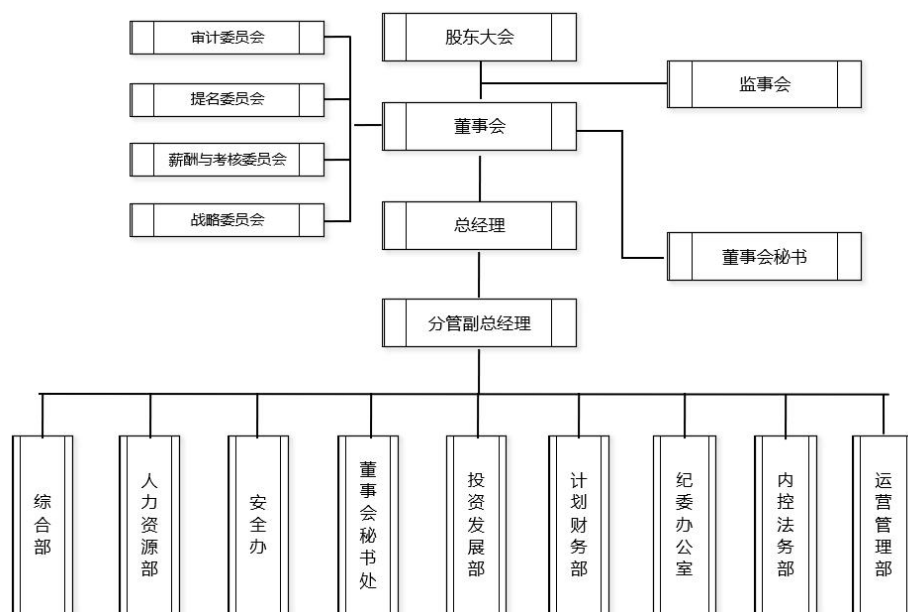 股东大会
审计委员会
监事会
提名委员会
董事会
薪酬与考核委员会
战略委员会
总经理
董事会秘书
分管副总经理
综合部
人力资源部
安全办
董事会秘书处
投资发展部
计划财务部
纪委办公室
内控法务部
运营管理部